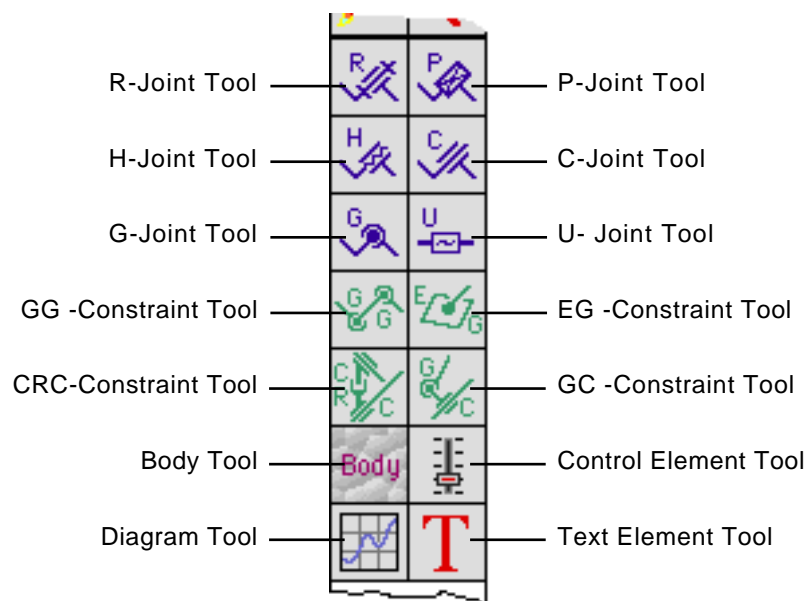 R-Joint Tool R P P-Joint Tool
H-Joint Tool H C C-Joint Tool
G-Joint Tool G U U- Joint Tool
GG -Constraint Tool G G E G EG -Constraint Tool
CRC-Constraint Tool C R C G C GC -Constraint Tool
Body Tool Body Control Element Tool
Diagram Tool T Text Element Tool